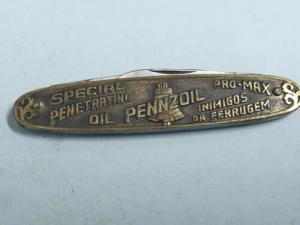 SPECIAL
PENETRATING
OIL
PENNZOIL
PRO-MAX
INIMIGOS
DA FERRUGEM